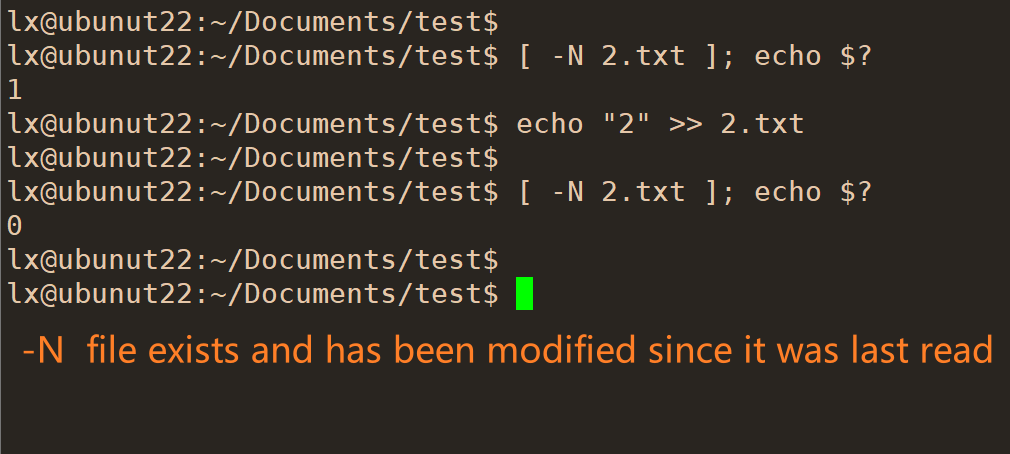 lx@ubunut22:~/Documents/test$
lx@ubunut22:~/Documents/test$ [ -N 2.txt ]; echo $?
1
lx@ubunut22:~/Documents/test$ echo "2" >> 2.txt
lx@ubunut22:~/Documents/test$
lx@ubunut22:~/Documents/test$ [ -N 2.txt ]; echo $?
0
lx@ubunut22:~/Documents/test$
lx@ubunut22:~/Documents/test$
-N file exists and has been modified since it was last read